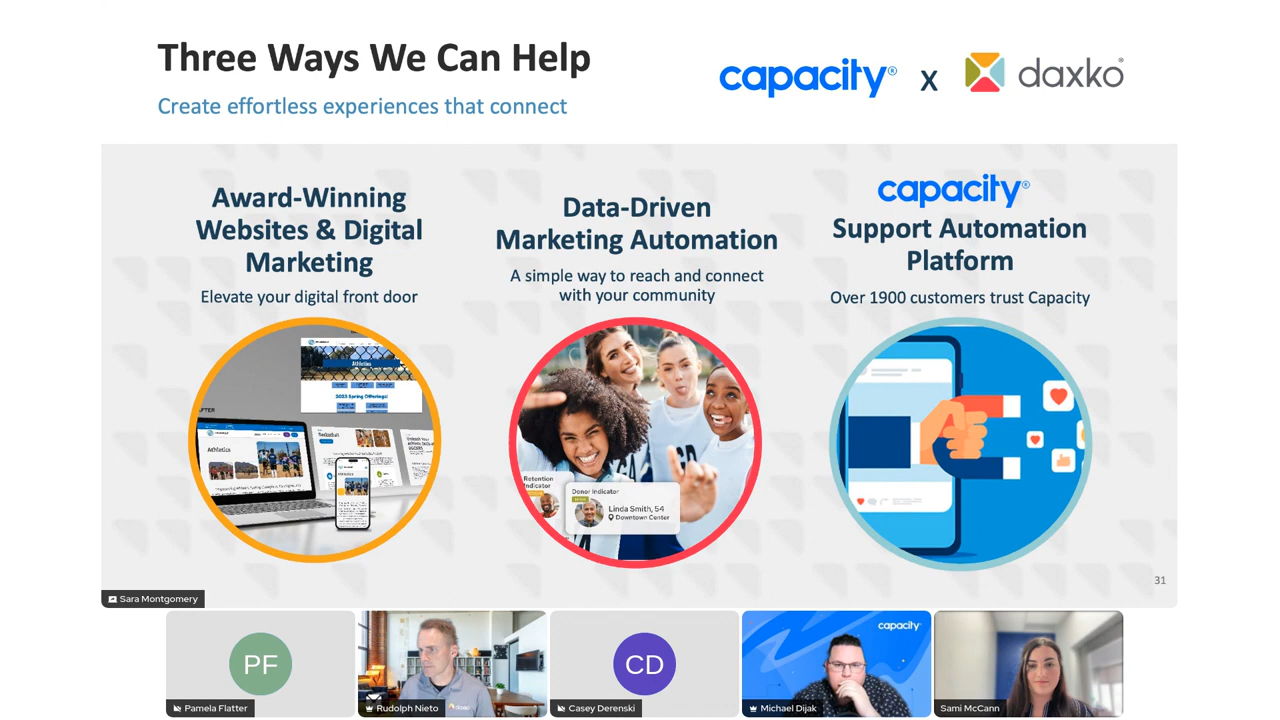 Three Ways We Can Help
Create effortless experiences that connect
capacity® X daxko®
Award-Winning
Websites & Digital
Marketing
Elevate your digital front door
Data-Driven
Marketing Automation
A simple way to reach and connect
with your community
capacity®
Support Automation
Platform
Over 1900 customers trust Capacity
Athletics
2023 Spring Offerings!
AFTER
Athletics
Basketball
Retention
Indicator
Donor Indicator
Linda Smith, 54
Downtown Center
31
Sara Montgomery
PF
Pamela Flatter
Rudolph Nieto
CD
Casey Derenski
capacity
Michael Dijak
Sami McCann